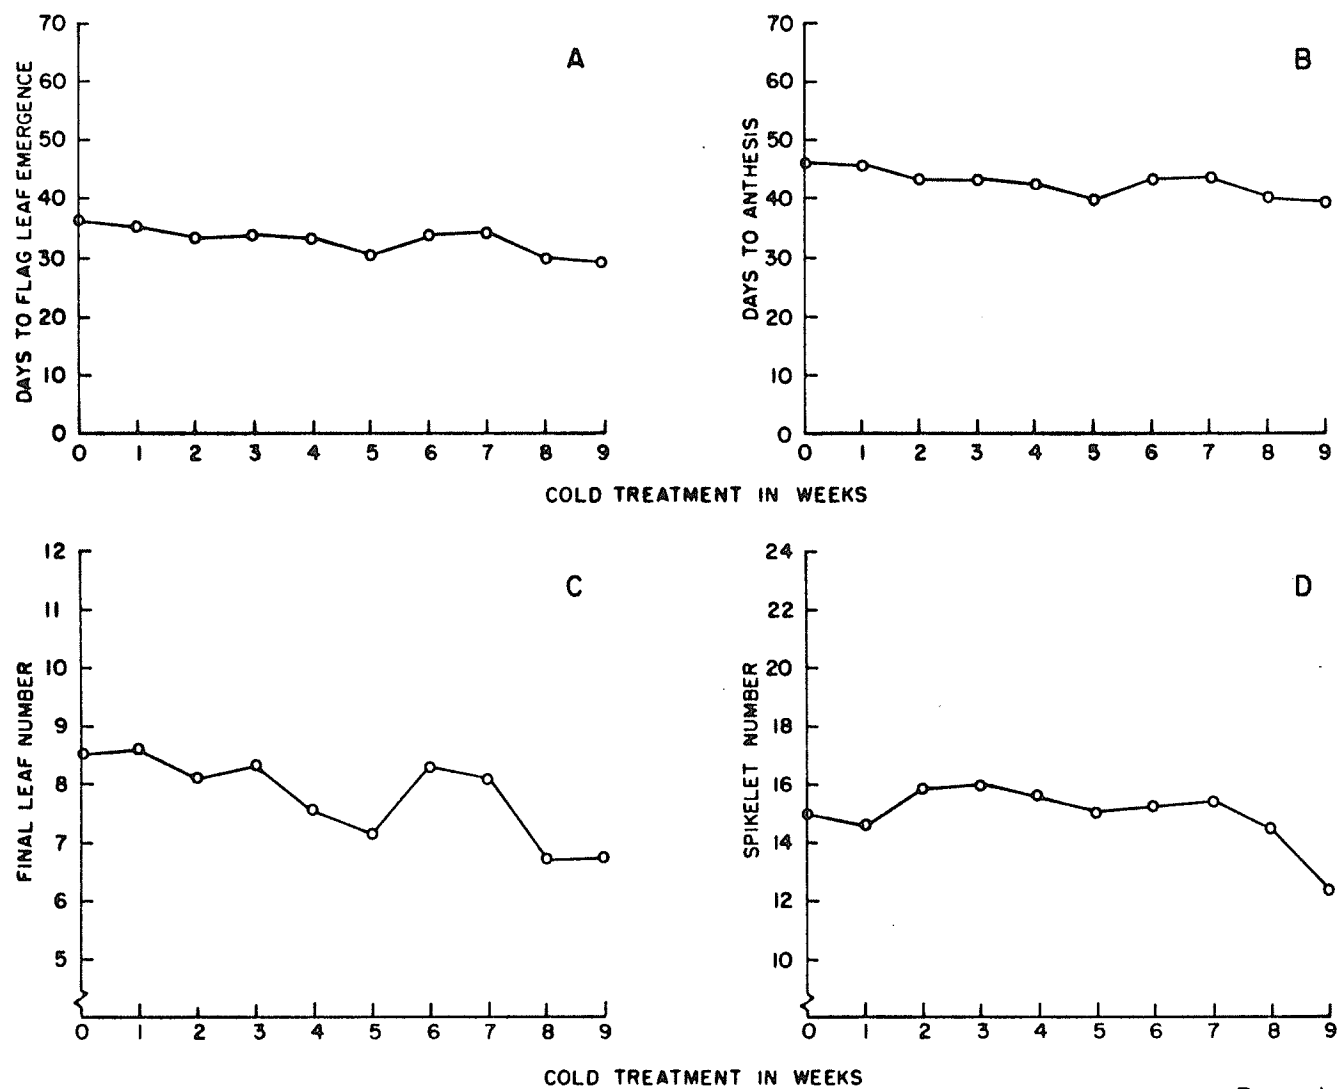 A
DAYS TO FLAG LEAF EMERGENCE
70
60
50
40
30
20
10
0
0 1 2 3 4 5 6 7 8 9
B
DAYS TO ANTHESIS
70
60
50
40
30
20
10
0
0 1 2 3 4 5 6 7 8 9
COLD TREATMENT IN WEEKS
C
FINAL LEAF NUMBER
12
11
10
9
8
7
6
5
0 1 2 3 4 5 6 7 8 9
D
SPIKELET NUMBER
24
22
20
18
16
14
12
10
0 1 2 3 4 5 6 7 8 9
COLD TREATMENT IN WEEKS